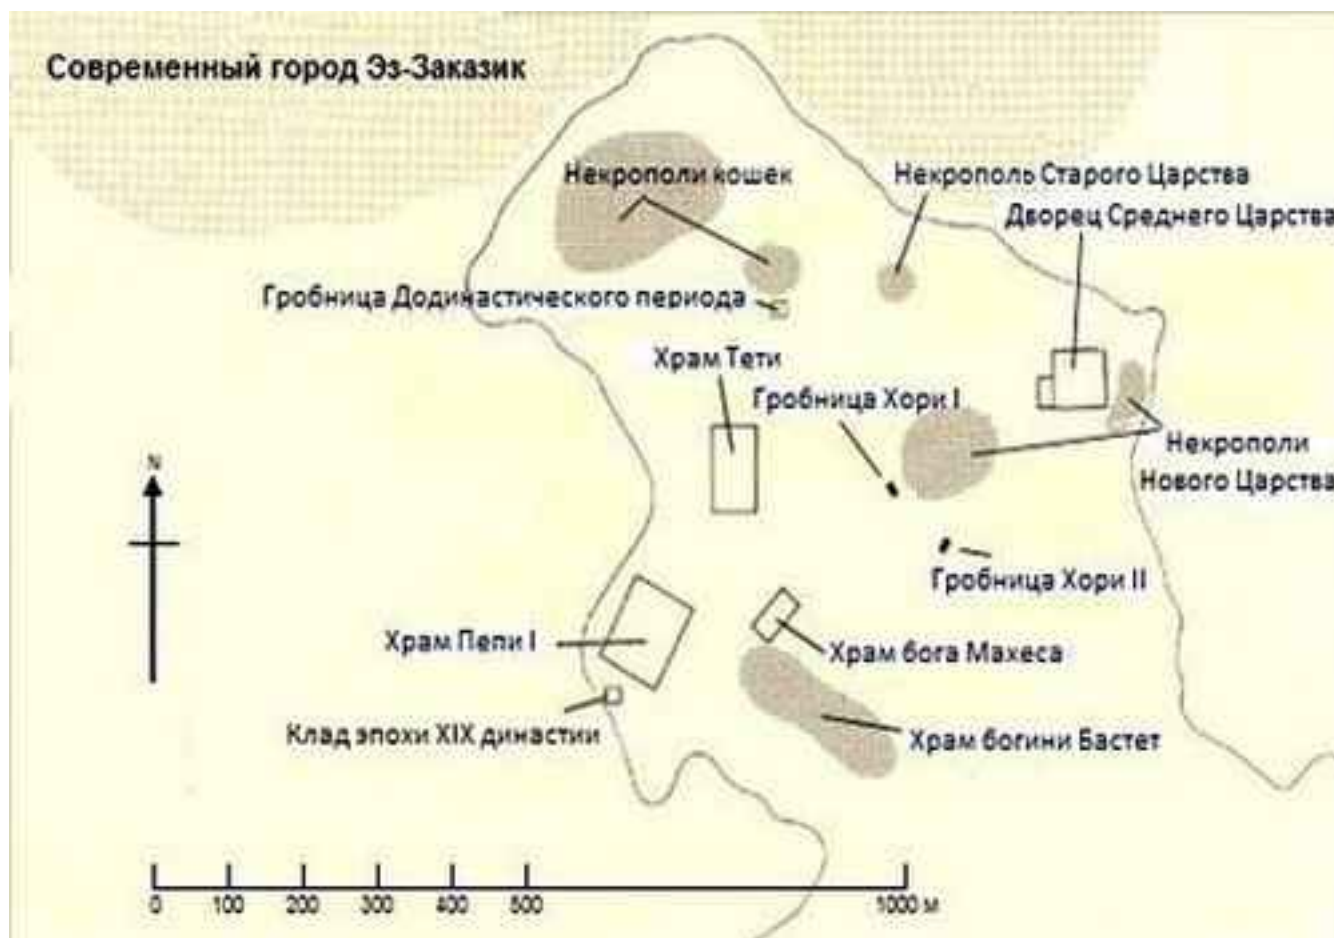 Современный город Эз-Заказик
Некрополи кошек
Некрополь Старого Царства
Дворец Среднего Царства
Гробница Додинастического периода
Храм Тети
Гробница Хори I
Некрополи
Нового Царства
N
Гробница Хори II
Храм Пепи I
Храм бога Махеса
Клад эпохи XIX династии
Храм богини Бастет
0 100 200 300 400 500 1000 м